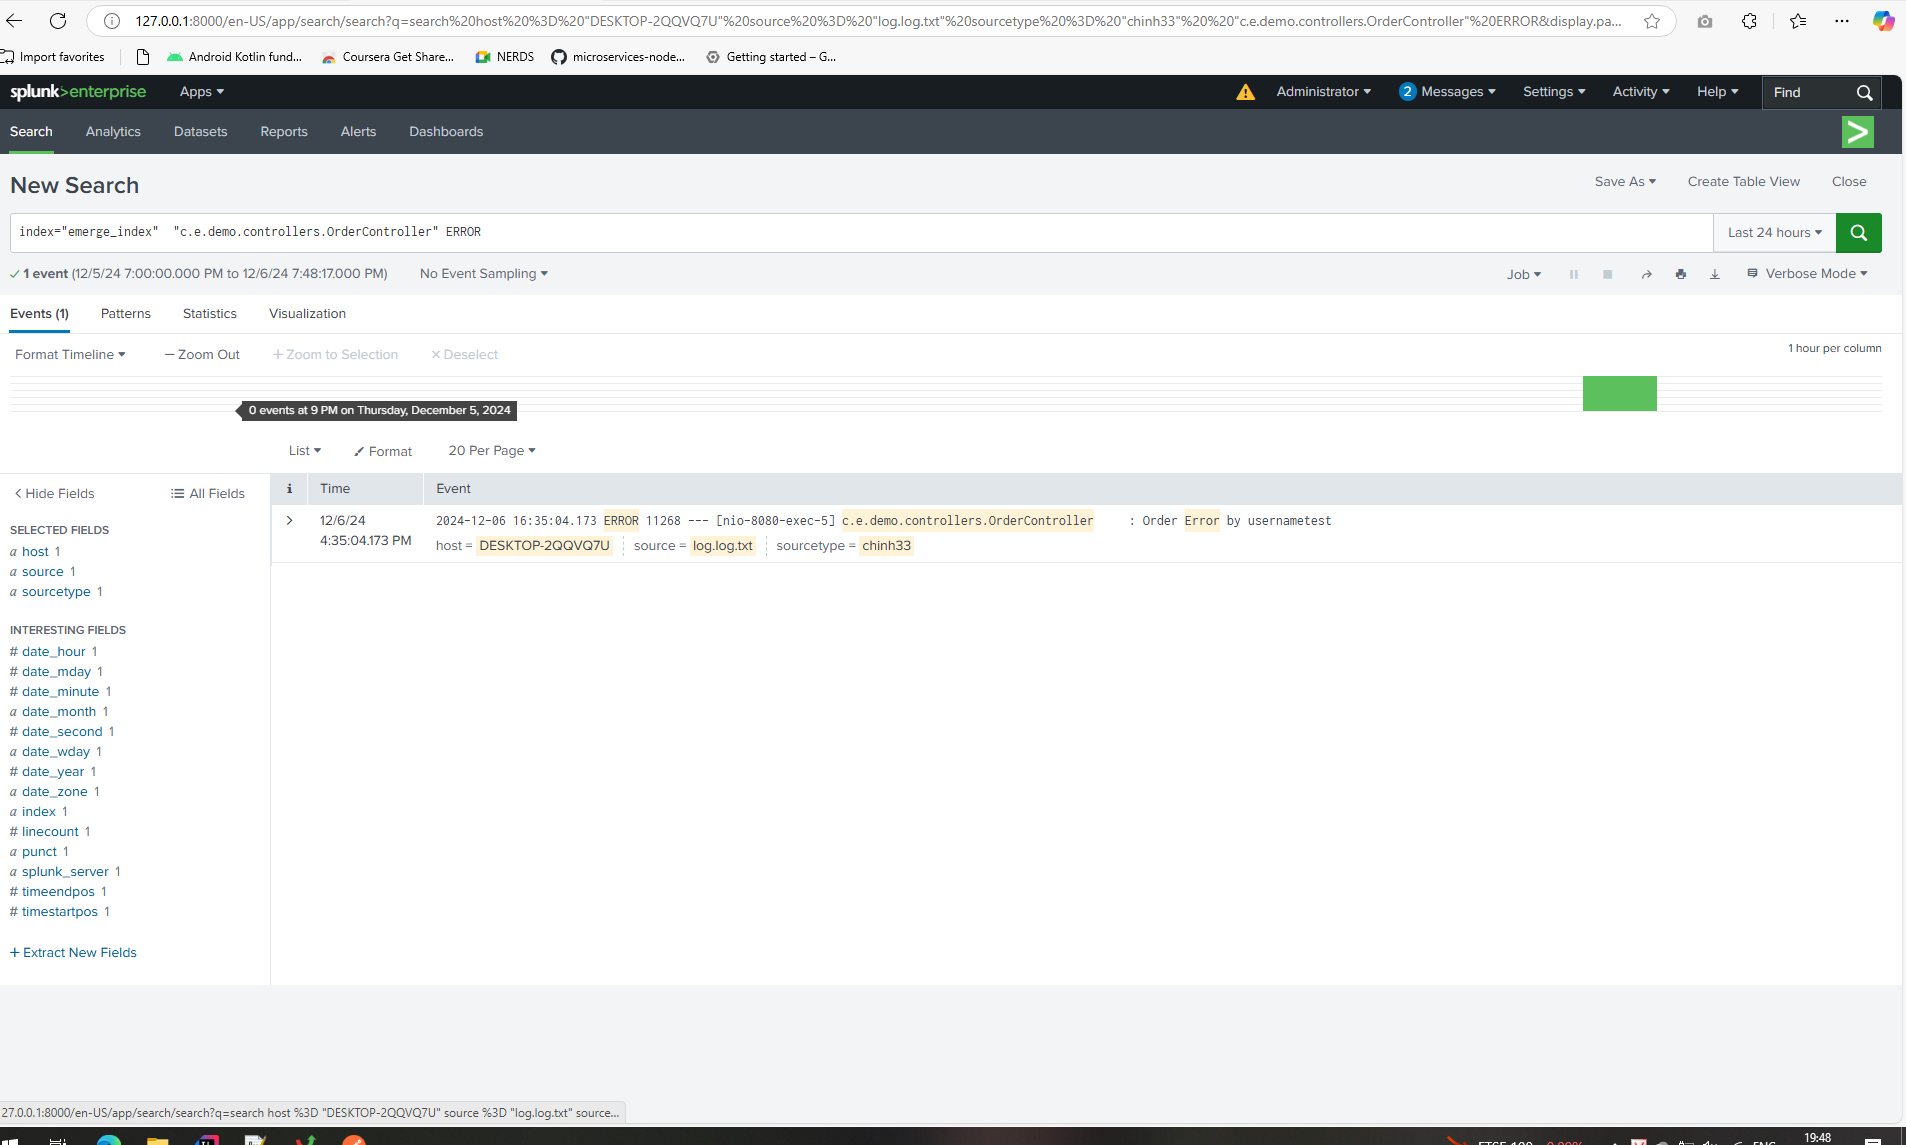 127.0.0.1:8000/en-US/app/search/search?q=search%20host%20%3D%20"DESKTOP-2QQVQ7U"%20source%20%3D%20"log.log.txt"%20sourcetype%20%3D%20"chinh33"%20%20"c.e.demo.controllers.OrderController"%20ERROR&display.pa...
Import favorites
Android Kotlin fund...
Coursera Get Share...
NERDS
microservices-node...
Getting started – G...
splunk>enterprise
Apps
Administrator
2 Messages
Settings
Activity
Help
Find
Search
Analytics
Datasets
Reports
Alerts
Dashboards
New Search
Save As
Create Table View
Close
index="emerge_index"  "c.e.demo.controllers.OrderController" ERROR
Last 24 hours
✓ 1 event (12/5/24 7:00:00.000 PM to 12/6/24 7:48:17.000 PM)
No Event Sampling
Job
Verbose Mode
Events (1)
Patterns
Statistics
Visualization
Format Timeline
— Zoom Out
+ Zoom to Selection
× Deselect
1 hour per column
0 events at 9 PM on Thursday, December 5, 2024
List
Format
20 Per Page
< Hide Fields
All Fields
i
Time
Event
SELECTED FIELDS
a host 1
a source 1
a sourcetype 1
12/6/24
4:35:04.173 PM
2024-12-06 16:35:04.173 ERROR 11268 --- [nio-8080-exec-5] c.e.demo.controllers.OrderController     : Order Error by usernametest
host = DESKTOP-2QQVQ7U
source = log.log.txt
sourcetype = chinh33
INTERESTING FIELDS
# date_hour 1
# date_mday 1
# date_minute 1
a date_month 1
# date_second 1
a date_wday 1
# date_year 1
a date_zone 1
a index 1
# linecount 1
a punct 1
a splunk_server 1
# timeendpos 1
# timestartpos 1
+ Extract New Fields
27.0.0.1:8000/en-US/app/search/search?q=search host %3D "DESKTOP-2QQVQ7U" source %3D "log.log.txt" source...
19:48